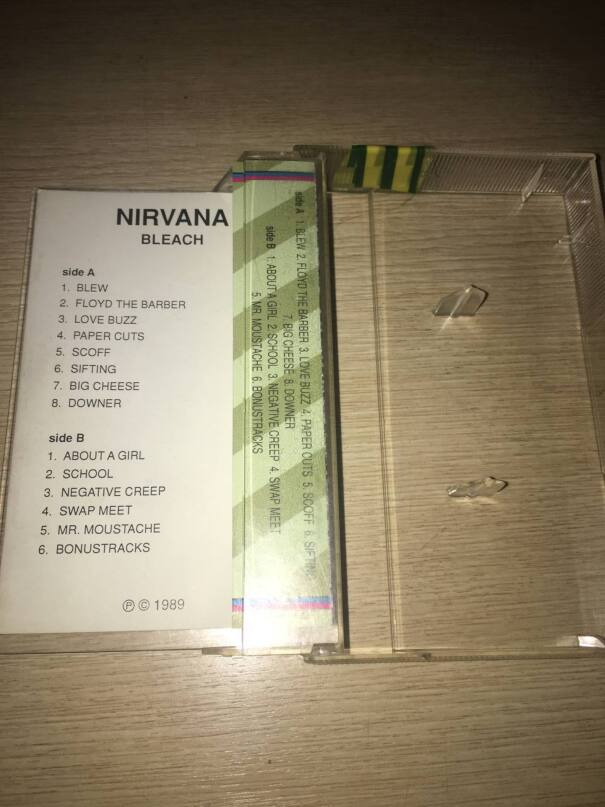 NIRVANA
BLEACH
side A
1. BLEW
2. FLOYD THE BARBER
3. LOVE BUZZ
4. PAPER CUTS
5. SCOFF
6. SIFTING
7. BIG CHEESE
8. DOWNER
side B
1. ABOUT A GIRL
2. SCHOOL
3. NEGATIVE CREEP
4. SWAP MEET
5. MR. MOUSTACHE
6. BONUSTRACKS
℗ © 1989
side A 1. BLEW 2. FLOYD THE BARBER 3. LOVE BUZZ 4. PAPER CUTS 5. SCOFF 6. SIFTING
7. BIG CHEESE 8. DOWNER
side B 1. ABOUT A GIRL 2. SCHOOL 3. NEGATIVE CREEP 4. SWAP MEET
5. MR. MOUSTACHE 6. BONUSTRACKS